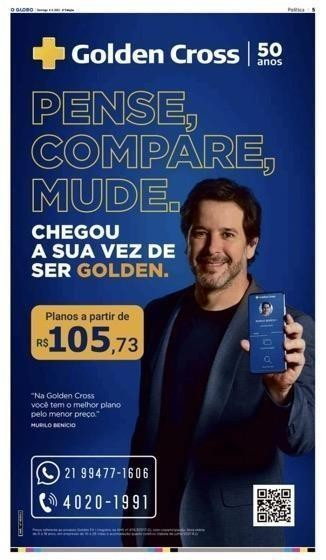 O GLOBO
Política
5
Golden Cross
50
anos
PENSE,
COMPARE,
MUDE.
CHEGOU
A SUA VEZ DE
SER GOLDEN.
Golden Cross
Planos a partir de
R$ 105,73
“Na Golden Cross
você tem o melhor plano
pelo menor preço.”
MURILO BENÍCIO
21 99477-1606
4020-1991